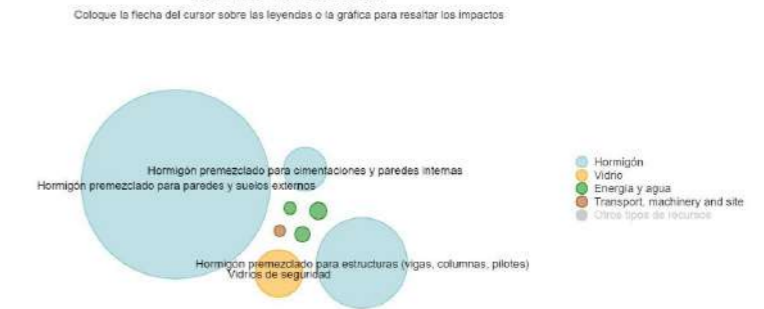 Coloque la flecha del cursor sobre las leyendas o la gráfica para resaltar los impactos
Hormigón premezclado para cimentaciones y paredes internas
Hormigón premezclado para paredes y suelos externos
Hormigón premezclado para estructuras (vigas, columnas, pilotes)
Vidrios de seguridad
Hormigón
Vidrio
Energía y agua
Transport, machinery and site
Otros tipos de recursos